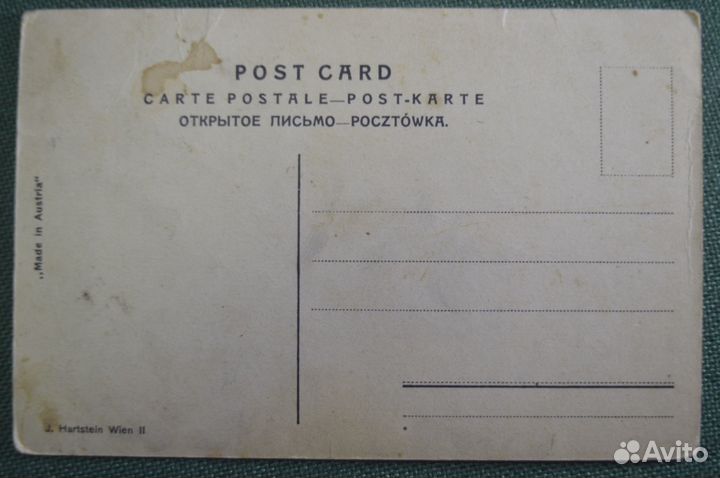 POST CARD
CARTE POSTALE—POST-KARTE
ОТКРЫТОЕ ПИСЬМО—POCZTÓWKA.
„Made in Austria“
J. Hartstein Wien II
Avito